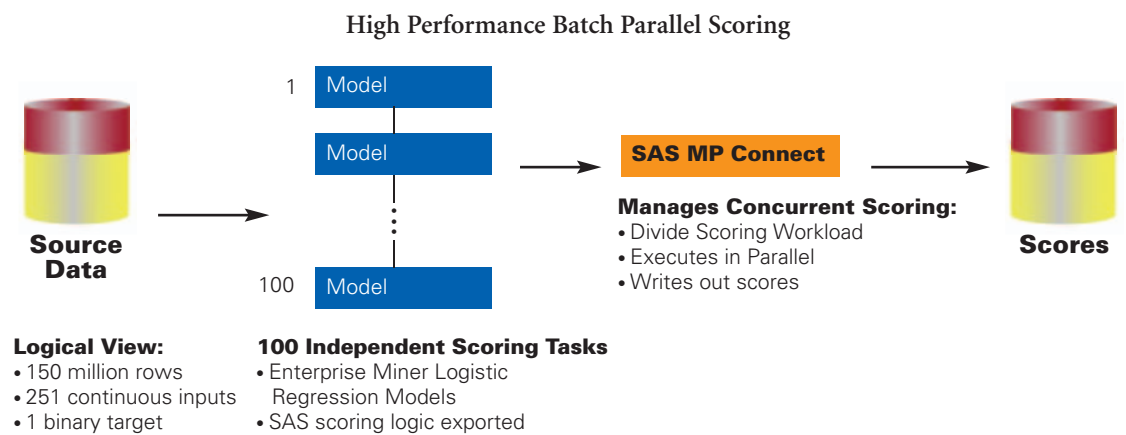 High Performance Batch Parallel Scoring
1
Model
Model
100
Model
Source
Data
SAS MP Connect
Manages Concurrent Scoring:
• Divide Scoring Workload
• Executes in Parallel
• Writes out scores
Scores
Logical View:
• 150 million rows
• 251 continuous inputs
• 1 binary target
100 Independent Scoring Tasks
• Enterprise Miner Logistic
Regression Models
• SAS scoring logic exported